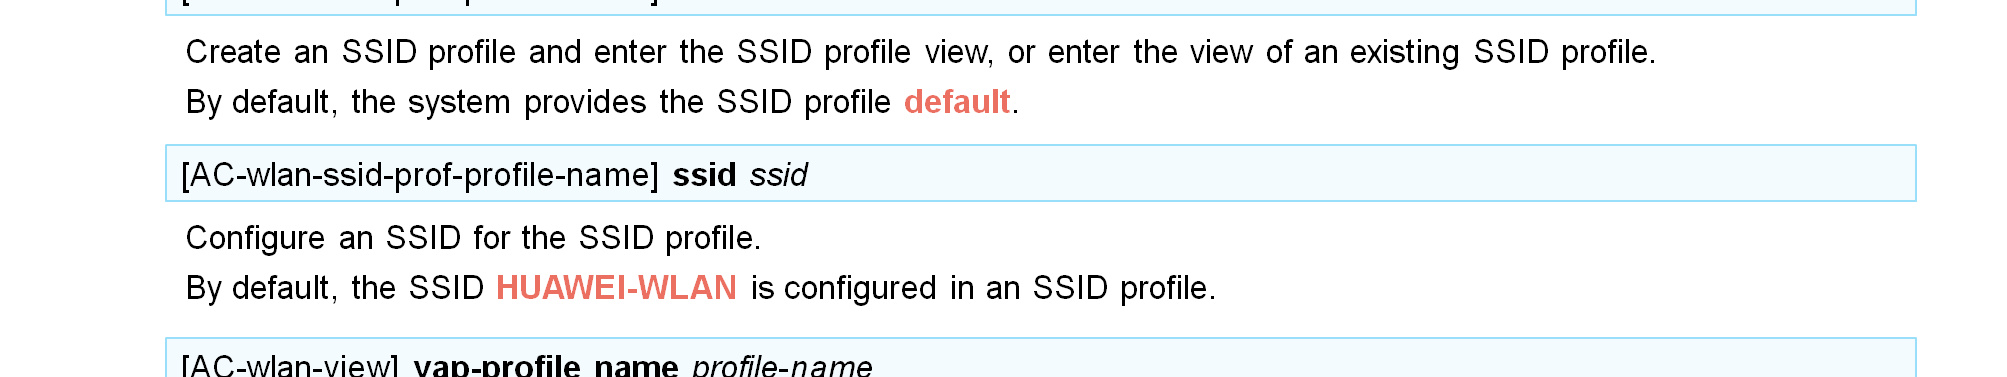 Create an SSID profile and enter the SSID profile view, or enter the view of an existing SSID profile.
By default, the system provides the SSID profile default.
[AC-wlan-ssid-prof-profile-name] ssid ssid
Configure an SSID for the SSID profile.
By default, the SSID HUAWEI-WLAN is configured in an SSID profile.
[AC-wlan-view] vap-profile name profile-name